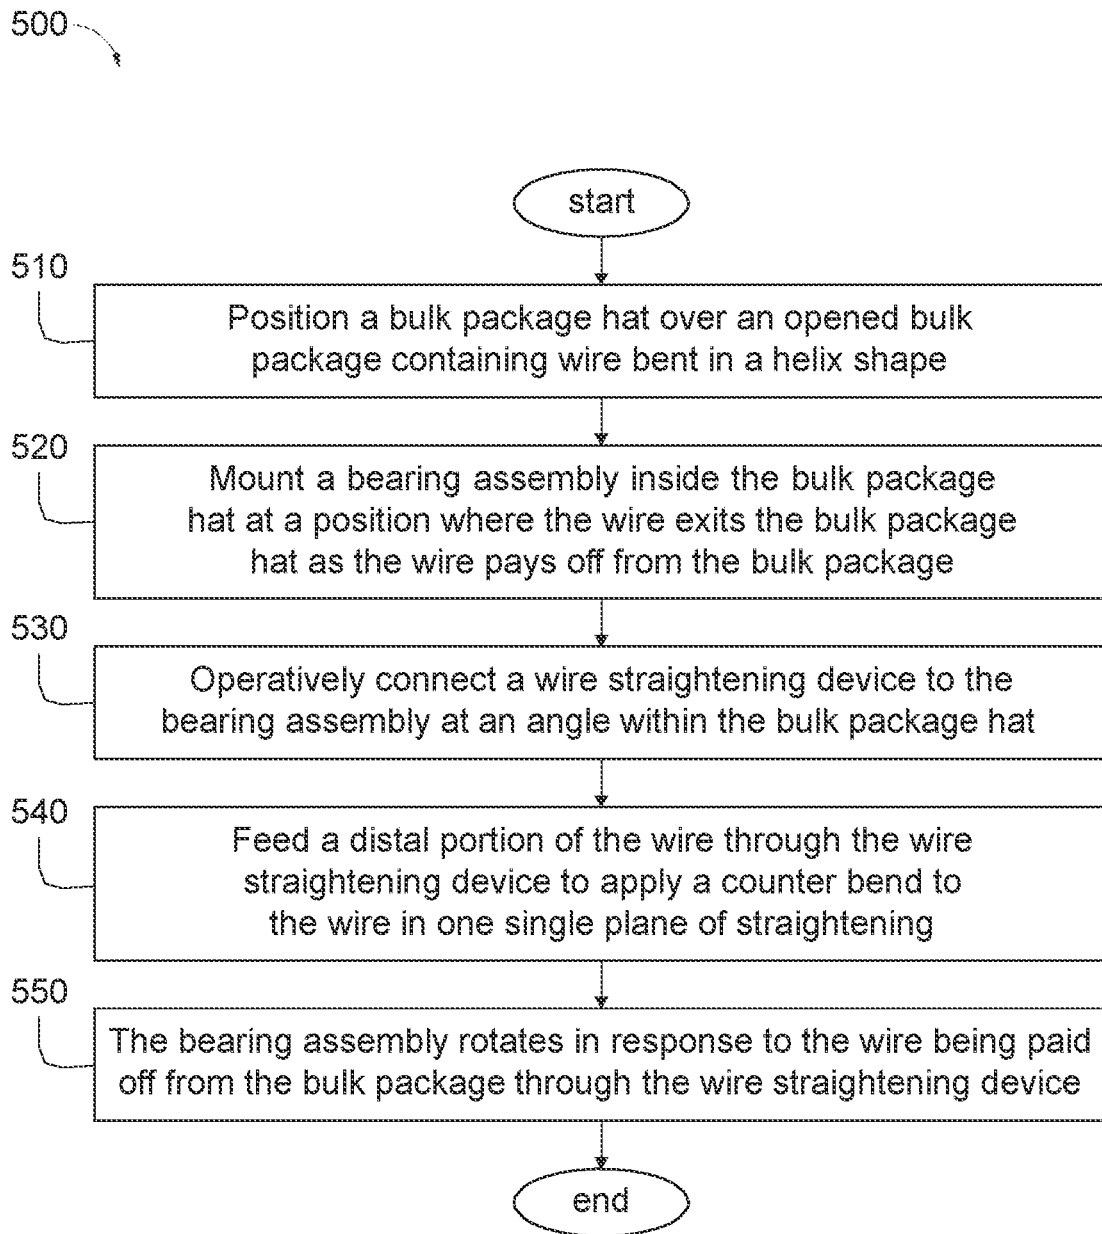 500
start
510
Position a bulk package hat over an opened bulk
package containing wire bent in a helix shape
520
Mount a bearing assembly inside the bulk package
hat at a position where the wire exits the bulk package
hat as the wire pays off from the bulk package
530
Operatively connect a wire straightening device to the
bearing assembly at an angle within the bulk package hat
540
Feed a distal portion of the wire through the wire
straightening device to apply a counter bend to
the wire in one single plane of straightening
550
The bearing assembly rotates in response to the wire being paid
off from the bulk package through the wire straightening device
end